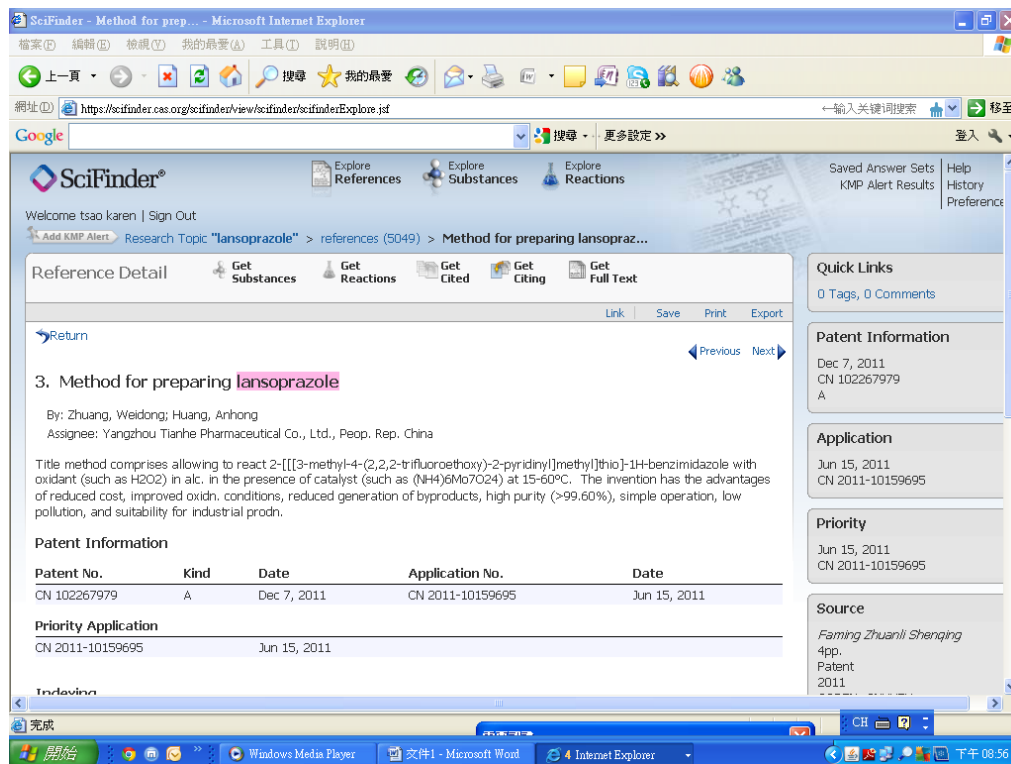 SciFinder - Method for prep... - Microsoft Internet Explorer
檔案(F) 編輯(E) 檢視(V) 我的最愛(A) 工具(T) 說明(H)
上一頁 搜尋 我的最愛
網址(D) https://scifinder.cas.org/scifinder/view/scifinder/scifinderExplore.jsf ←输入关键词搜索 移至
Google 搜尋 更多設定 >> 登入
SciFinder® Explore References Explore Substances Explore Reactions Saved Answer Sets Help
KMP Alert Results History
Preference
Welcome tsao karen | Sign Out
Add KMP Alert Research Topic "lansoprazole" > references (5049) > Method for preparing lansopraz...
Reference Detail Get Substances Get Reactions Get Cited Get Citing Get Full Text
Link Save Print Export
Return
Previous Next
3. Method for preparing lansoprazole
By: Zhuang, Weidong; Huang, Anhong
Assignee: Yangzhou Tianhe Pharmaceutical Co., Ltd., Peop. Rep. China
Title method comprises allowing to react 2-[[[3-methyl-4-(2,2,2-trifluoroethoxy)-2-pyridinyl]methyl]thio]-1H-benzimidazole with
oxidant (such as H2O2) in alc. in the presence of catalyst (such as (NH4)6Mo7O24) at 15-60ºC. The invention has the advantages
of reduced cost, improved oxidn. conditions, reduced generation of byproducts, high purity (>99.60%), simple operation, low
pollution, and suitability for industrial prodn.
Patent Information
Patent No. Kind Date Application No. Date
CN 102267979 A Dec 7, 2011 CN 2011-10159695 Jun 15, 2011
Priority Application
CN 2011-10159695 Jun 15, 2011
Indexing
Quick Links
0 Tags, 0 Comments
Patent Information
Dec 7, 2011
CN 102267979
A
Application
Jun 15, 2011
CN 2011-10159695
Priority
Jun 15, 2011
CN 2011-10159695
Source
Faming Zhuanli Shenqing
4pp.
Patent
2011
完成
CH
開始 Windows Media Player 文件1 - Microsoft Word 4 Internet Explorer 下午 08:56